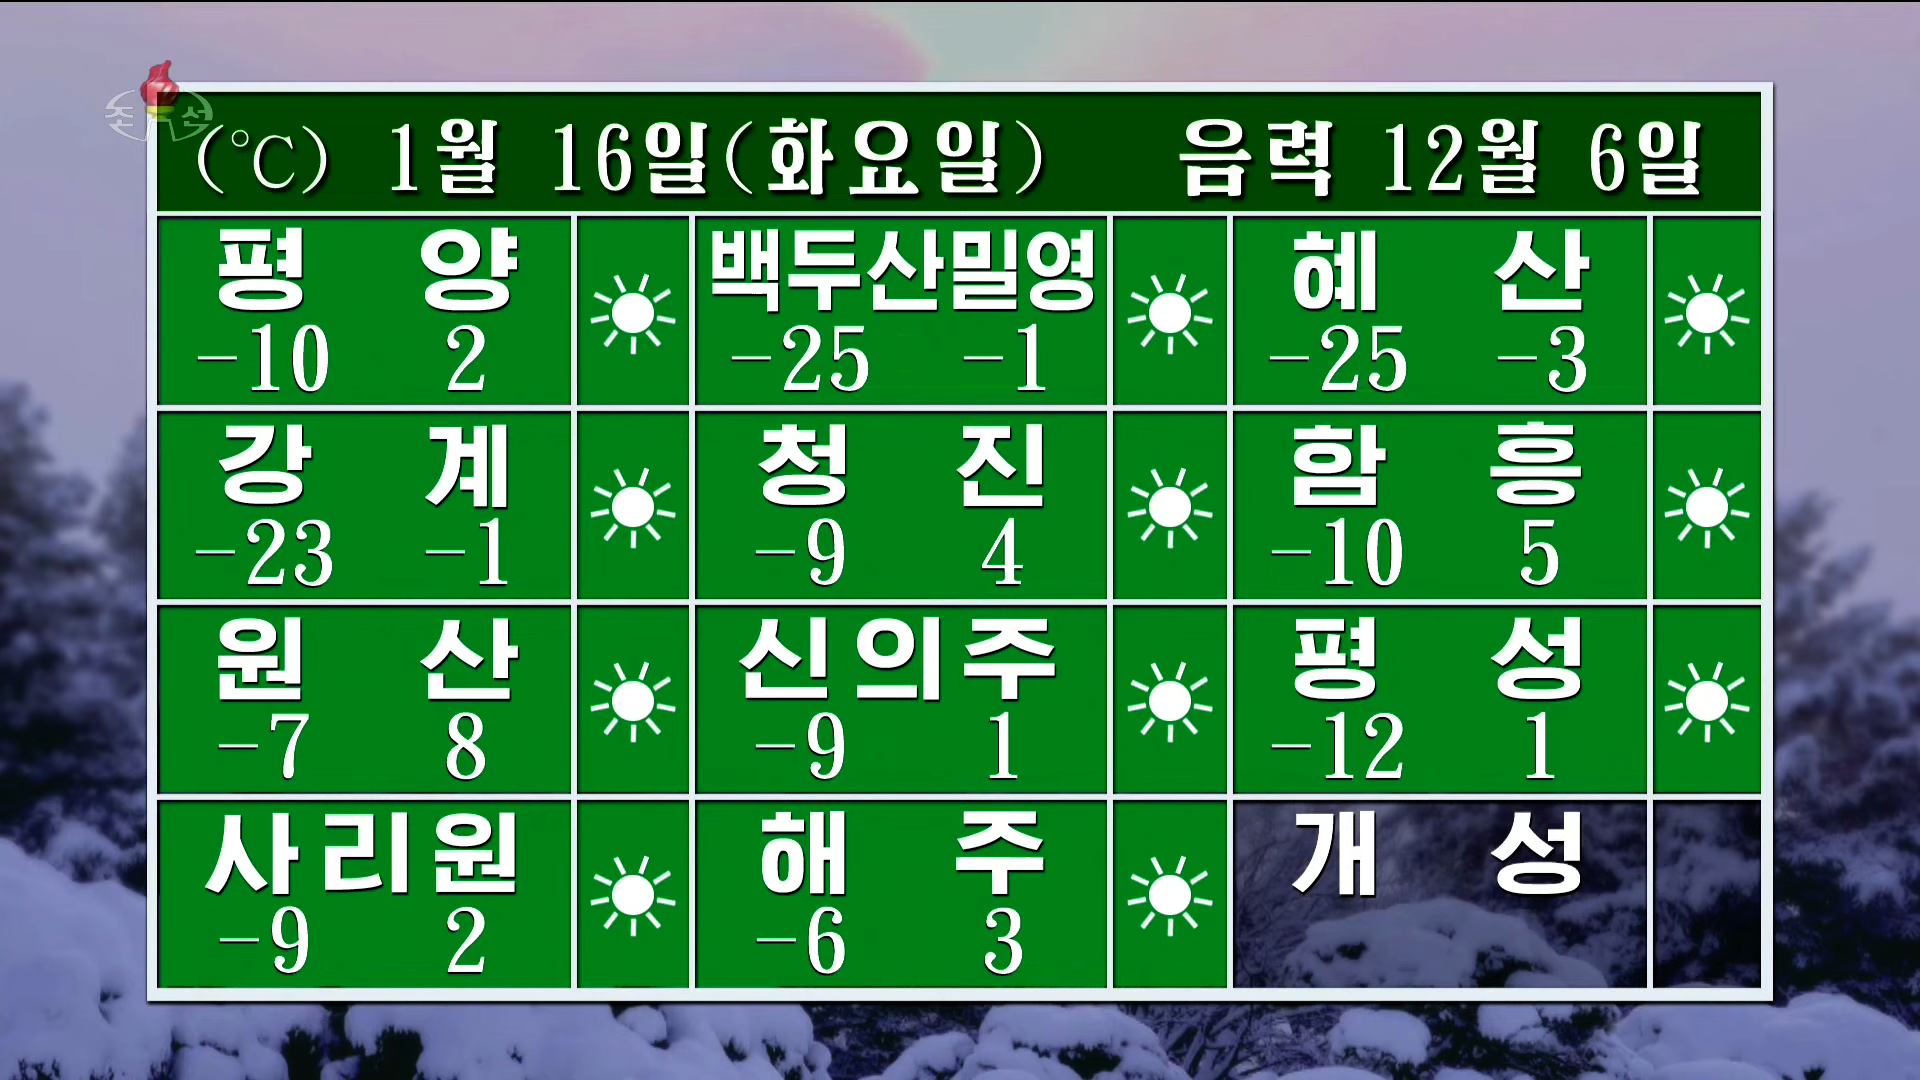 조선
(℃) 1월 16일(화요일) 음력 12월 6일
평양 백두산밀영 혜산
-10 2 -25 -1 -25 -3
강계 청진 함흥
-23 -1 -9 4 -10 5
원산 신의주 평성
-7 8 -9 1 -12 1
사리원 해주 개성
-9 2 -6 3